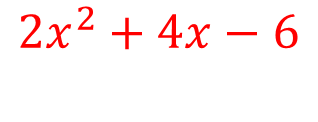 2x² + 4x − 6